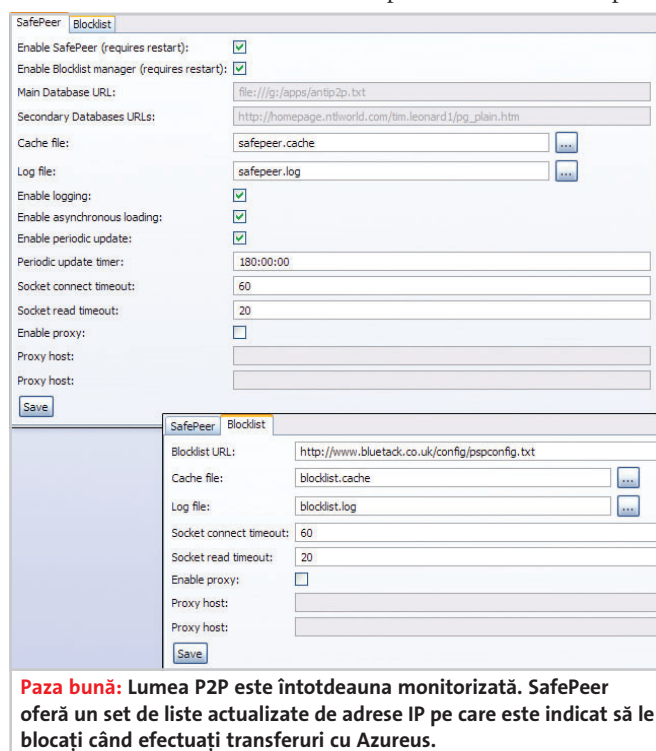 SafePeer Blocklist
Enable SafePeer (requires restart):
Enable Blocklist manager (requires restart):
Main Database URL: file:///g:/apps/antip2p.txt
Secondary Databases URLs: http://homepage.ntlworld.com/tim.leonard1/pg_plain.htm
Cache file: safepeer.cache ...
Log file: safepeer.log ...
Enable logging:
Enable asynchronous loading:
Enable periodic update:
Periodic update timer: 180:00:00
Socket connect timeout: 60
Socket read timeout: 20
Enable proxy:
Proxy host:
Proxy host:
Save
SafePeer Blocklist
Blocklist URL: http://www.bluetack.co.uk/config/pspconfig.txt
Cache file: blocklist.cache ...
Log file: blocklist.log ...
Socket connect timeout: 60
Socket read timeout: 20
Enable proxy:
Proxy host:
Proxy host:
Save
Paza bună: Lumea P2P este întotdeauna monitorizată. SafePeer
oferă un set de liste actualizate de adrese IP pe care este indicat să le
blocați când efectuați transferuri cu Azureus.